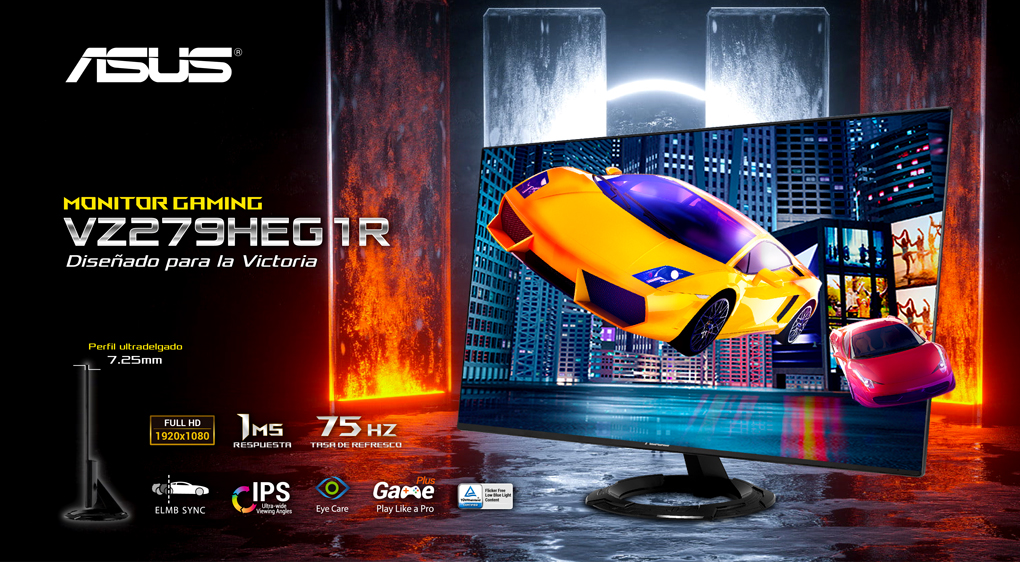 ASUS®
MONITOR GAMING
VZ279HEG1R
Diseñado para la Victoria
Perfil ultradelgado
7.25mm
FULL HD
1920x1080
1MS
RESPUESTA
75 HZ
TASA DE REFRESCO
ELMB SYNC
IPS
Ultra-wide
Viewing Angles
Eye Care
Game Plus
Play Like a Pro
Flicker Free
Low Blue Light
Content